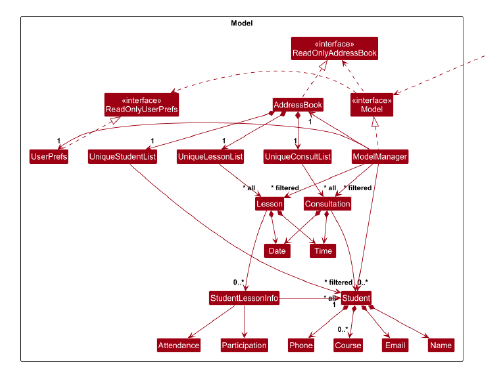 Model
«interface»
ReadOnlyAddressBook
«interface»
ReadOnlyUserPrefs
AddressBook
«interface»
Model
1
1
1
1
UserPrefs
UniqueStudentList
UniqueLessonList
UniqueConsultList
ModelManager
* all
* filtered
* all
* filtered
Lesson
Consultation
Date
Time
0..*
* filtered
0..*
StudentLessonInfo
* all
Student
1
0..*
Attendance
Participation
Phone
Course
Email
Name